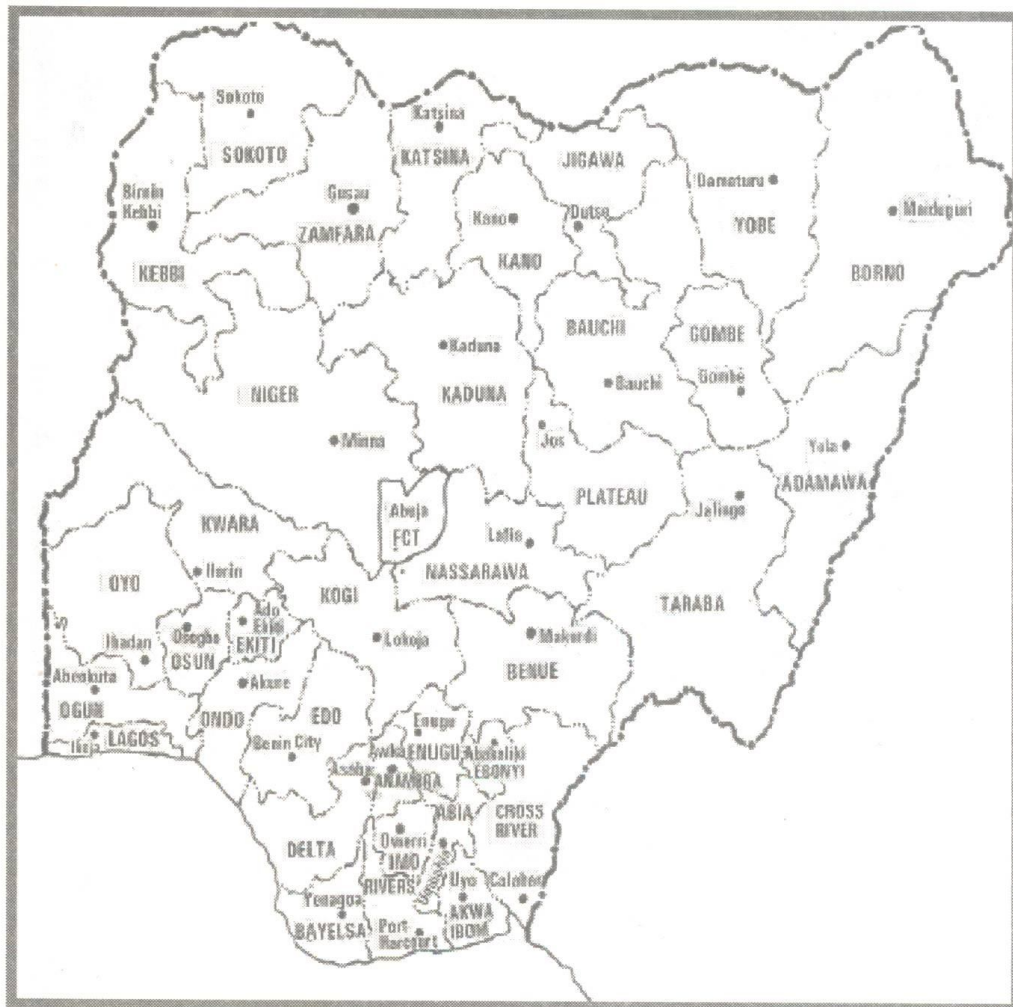 Sokoto
SOKOTO
Katsina
KATSINA
JIGAWA
Birnin
Kebbi
KEBBI
Gusau
ZAMFARA
Kano
KANO
Dutse
Damaturu
YOBE
Maiduguri
BORNO
BAUCHI
Bauchi
GOMBE
Gombe
Kaduna
KADUNA
NIGER
Minna
Jos
PLATEAU
Yola
ADAMAWA
Jalingo
TARABA
Abuja
FCT
Lafia
NASSARAWA
KWARA
Ilorin
OYO
Ibadan
KOGI
Lokoja
Makurdi
BENUE
Osogbo
OSUN
Ado
Ekiti
EKITI
Abeokuta
OGUN
Ikeja
LAGOS
Akure
ONDO
EDO
Benin City
Enugu
ENUGU
Awka
ANAMBRA
Asaba
Abakaliki
EBONYI
ABIA
CROSS
RIVER
DELTA
Owerri
IMO
Umuahia
RIVERS
Uyo
AKWA
IBOM
Calabar
Yenagoa
BAYELSA
Port
Harcourt